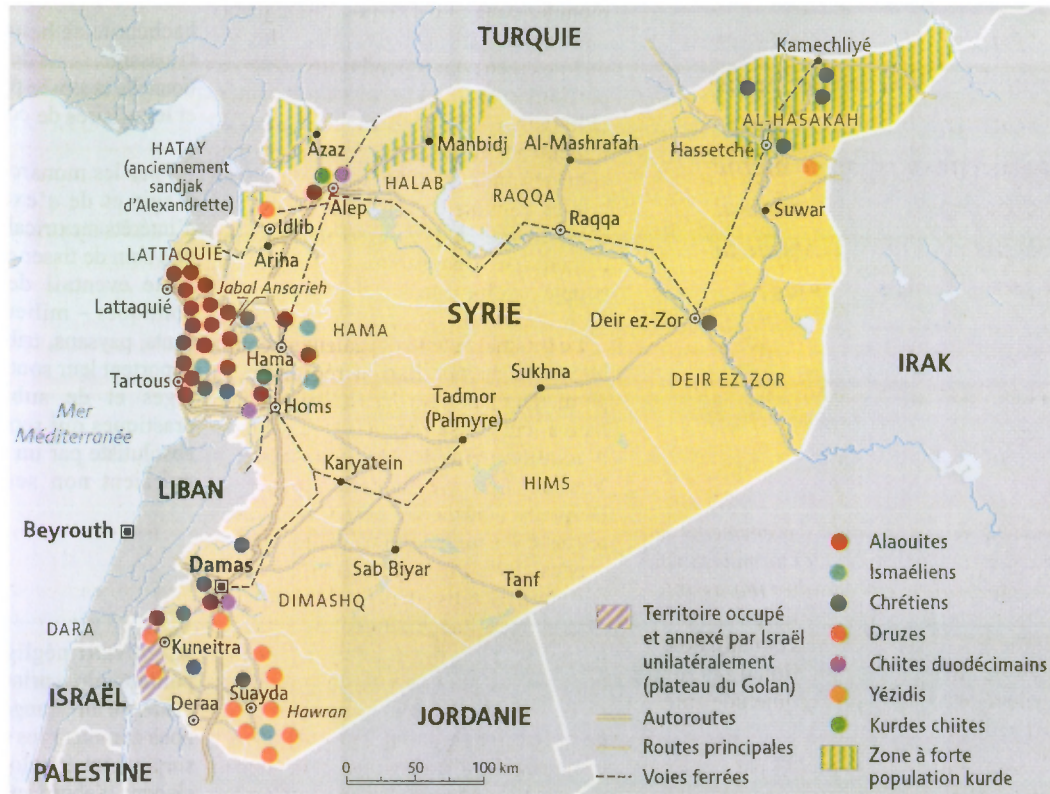 TURQUIE
Kamechliyé
AL-HASAKAH
Hassetche
Azaz
Manbidj
Al-Mashrafah
HATAY
(anciennement
sandjak
d'Alexandrette)
HALAB
Alep
RAQQA
Raqqa
Suwar
Idlib
Ariha
LATTAQUIÉ
Jabal Ansarieh
Lattaquié
SYRIE
HAMA
Deir ez-Zor
Hama
IRAK
DEIR EZ-ZOR
Tartous
Sukhna
Homs
Tadmor
(Palmyre)
Mer
Méditerranée
Karyatein
HIMS
LIBAN
Beyrouth
Damas
Sab Biyar
Tanf
DIMASHQ
DARA
Kuneitra
ISRAËL
Suayda
Deraa
Hawran
JORDANIE
PALESTINE
0 50 100 km
Territoire occupé
et annexé par Israël
unilatéralement
(plateau du Golan)
Autoroutes
Routes principales
Voies ferrées
Alaouites
Ismaéliens
Chrétiens
Druzes
Chiites duodécimains
Yézidis
Kurdes chiites
Zone à forte
population kurde